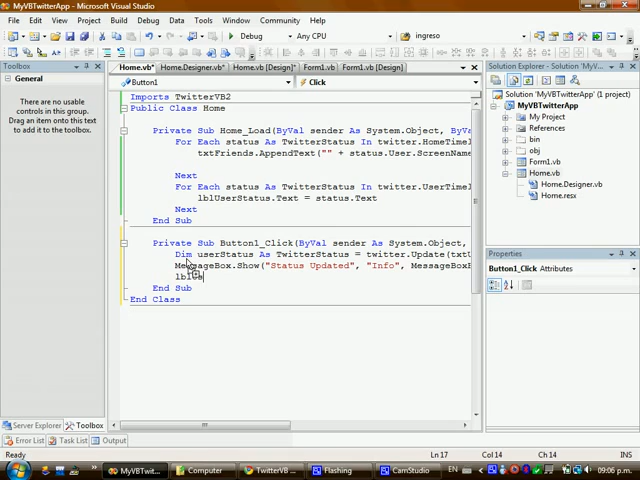 MyVBTwitterApp - Microsoft Visual Studio
File Edit View Project Build Debug Data Tools Window Community Help
Debug Any CPU ingreso
Toolbox
General
There are no usable
controls in this group.
Drag an item onto this text
to add it to the toolbox.
Server Explorer Toolbox
Home.vb* Home.Designer.vb* Home.vb [Design]* Form1.vb Form1.vb [Design]
Button1 Click
Imports TwitterVB2
Public Class Home
Private Sub Home_Load(ByVal sender As System.Object, ByVa
For Each status As TwitterStatus In twitter.HomeTimel
txtFriends.AppendText("" + status.User.ScreenName
Next
For Each status As TwitterStatus In twitter.UserTimel
lblUserStatus.Text = status.Text
Next
End Sub
Private Sub Button1_Click(ByVal sender As System.Object,
Dim userStatus As TwitterStatus = twitter.Update(txtU
MessageBox.Show("Status Updated", "Info", MessageBoxB
End Sub
End Class
Solution Explorer - Solution 'MyV...
Solution 'MyVBTwitterApp' (1 project)
MyVBTwitterApp
My Project
References
bin
obj
Form1.vb
Home.vb
Home.Designer.vb
Home.resx
Properties
Button1_Click Attributes
Error List Task List Output
Ready Ln 17 Col 14 Ch 14 INS
MyVBTwit... Computer TwitterVB ... Flashing CamStudio EN 09:06 p.m.